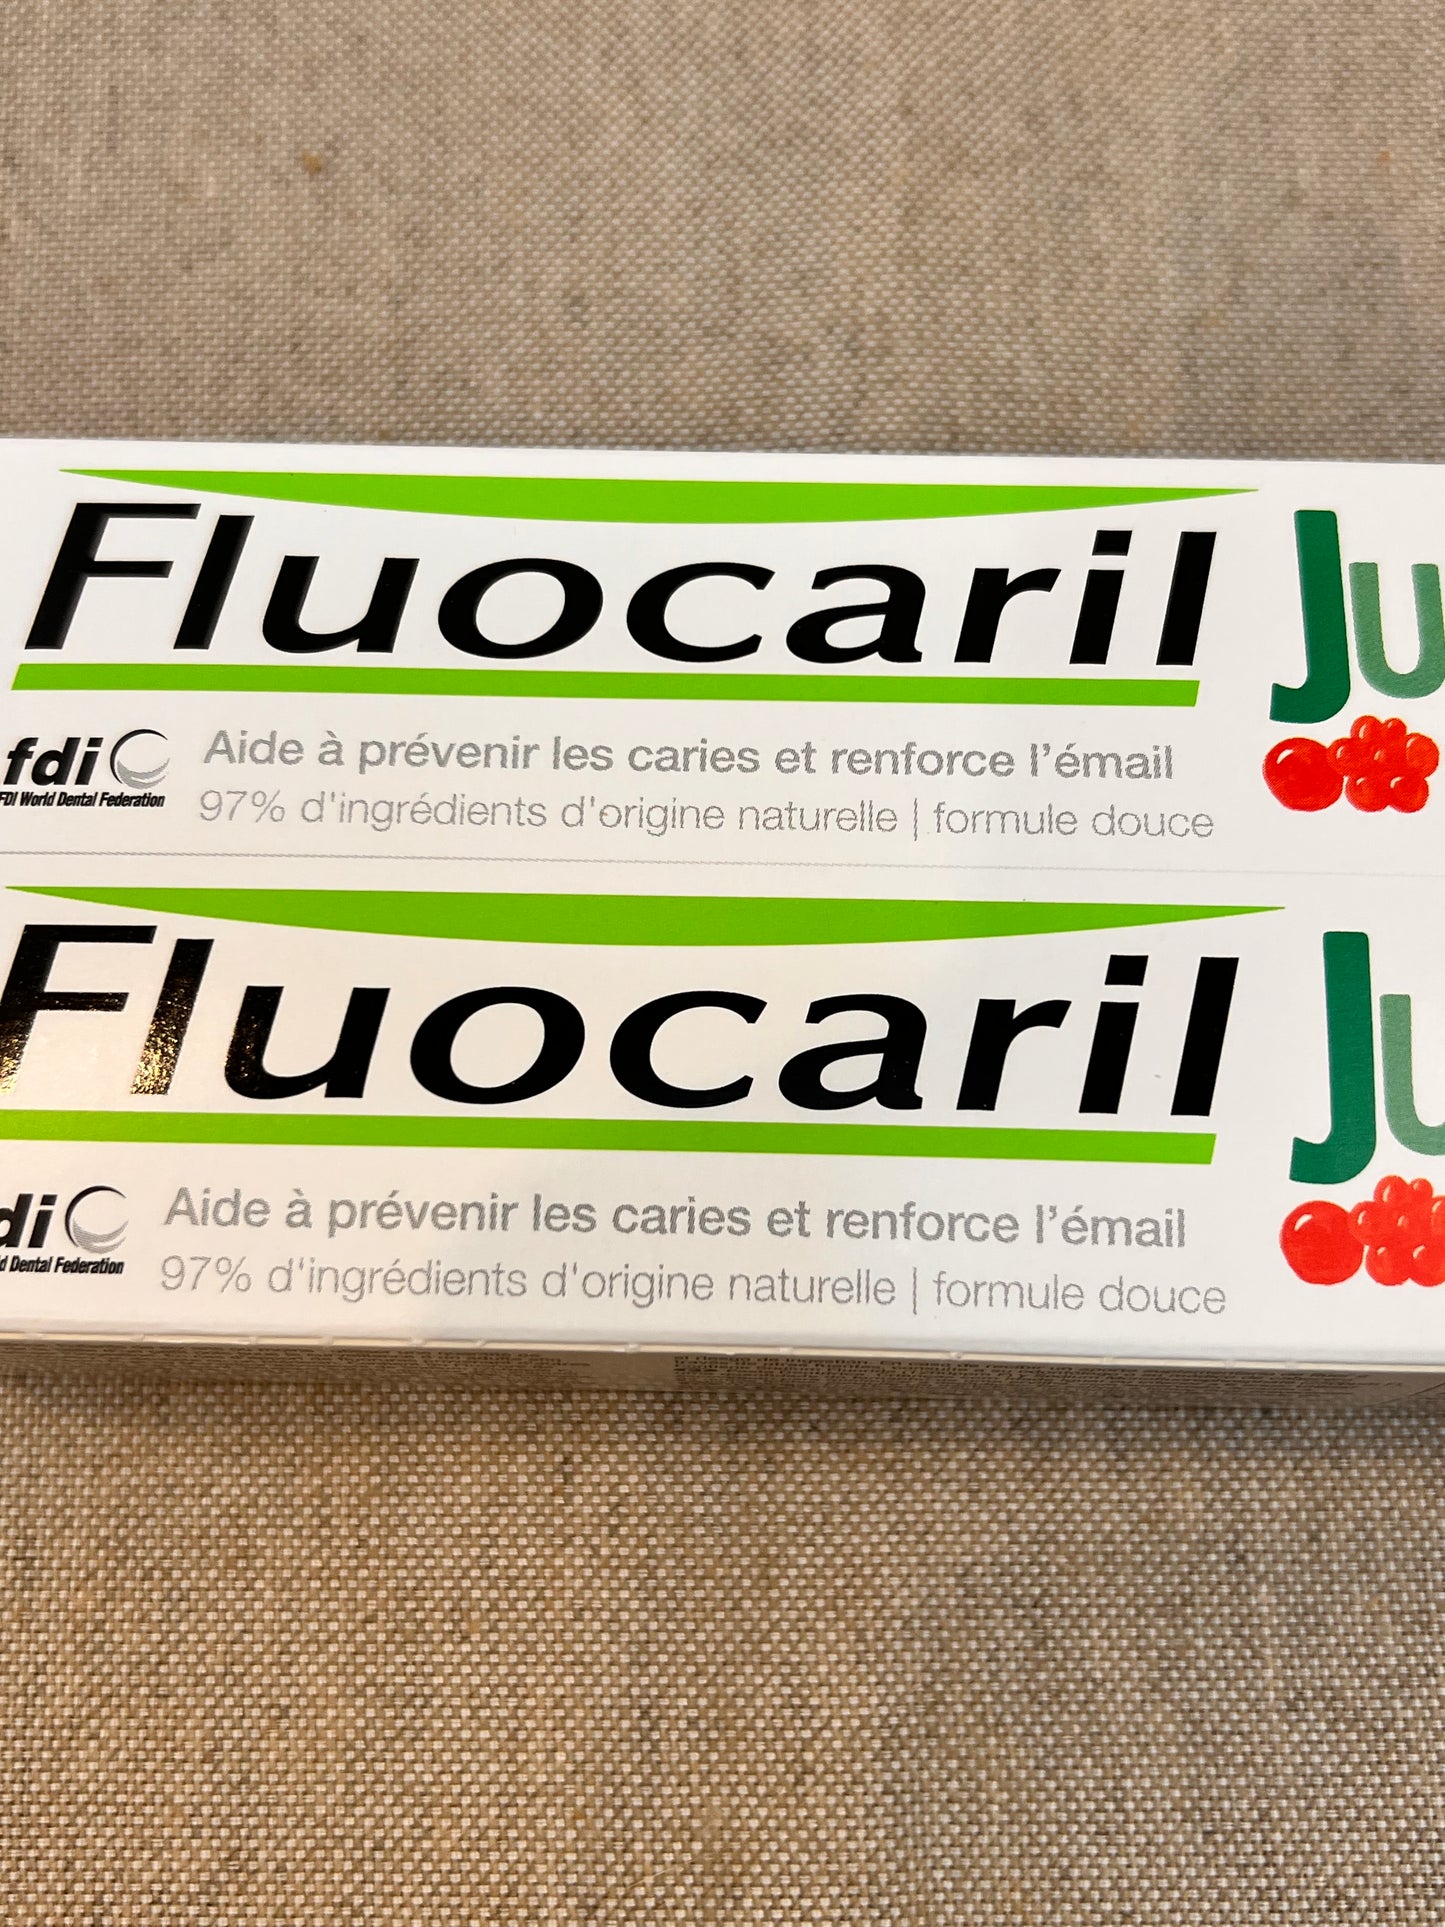 Fluocaril Ju
fdi
FDI World Dental Federation
Aide à prévenir les caries et renforce l'émail
97% d'ingrédients d'origine naturelle | formule douce
Fluocaril Ju
di
d Dental Federation
Aide à prévenir les caries et renforce l'émail
97% d'ingrédients d'origine naturelle | formule douce